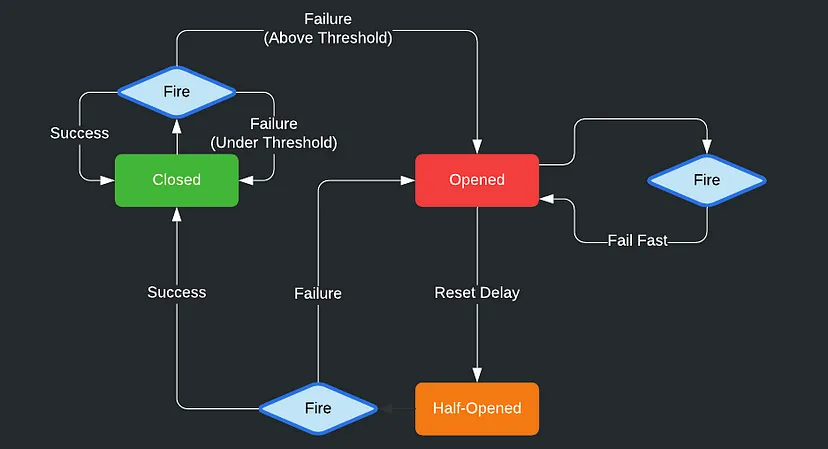 Failure
(Above Threshold)
Fire
Success
Failure
(Under Threshold)
Closed
Opened
Fire
Fail Fast
Success
Failure
Reset Delay
Fire
Half-Opened